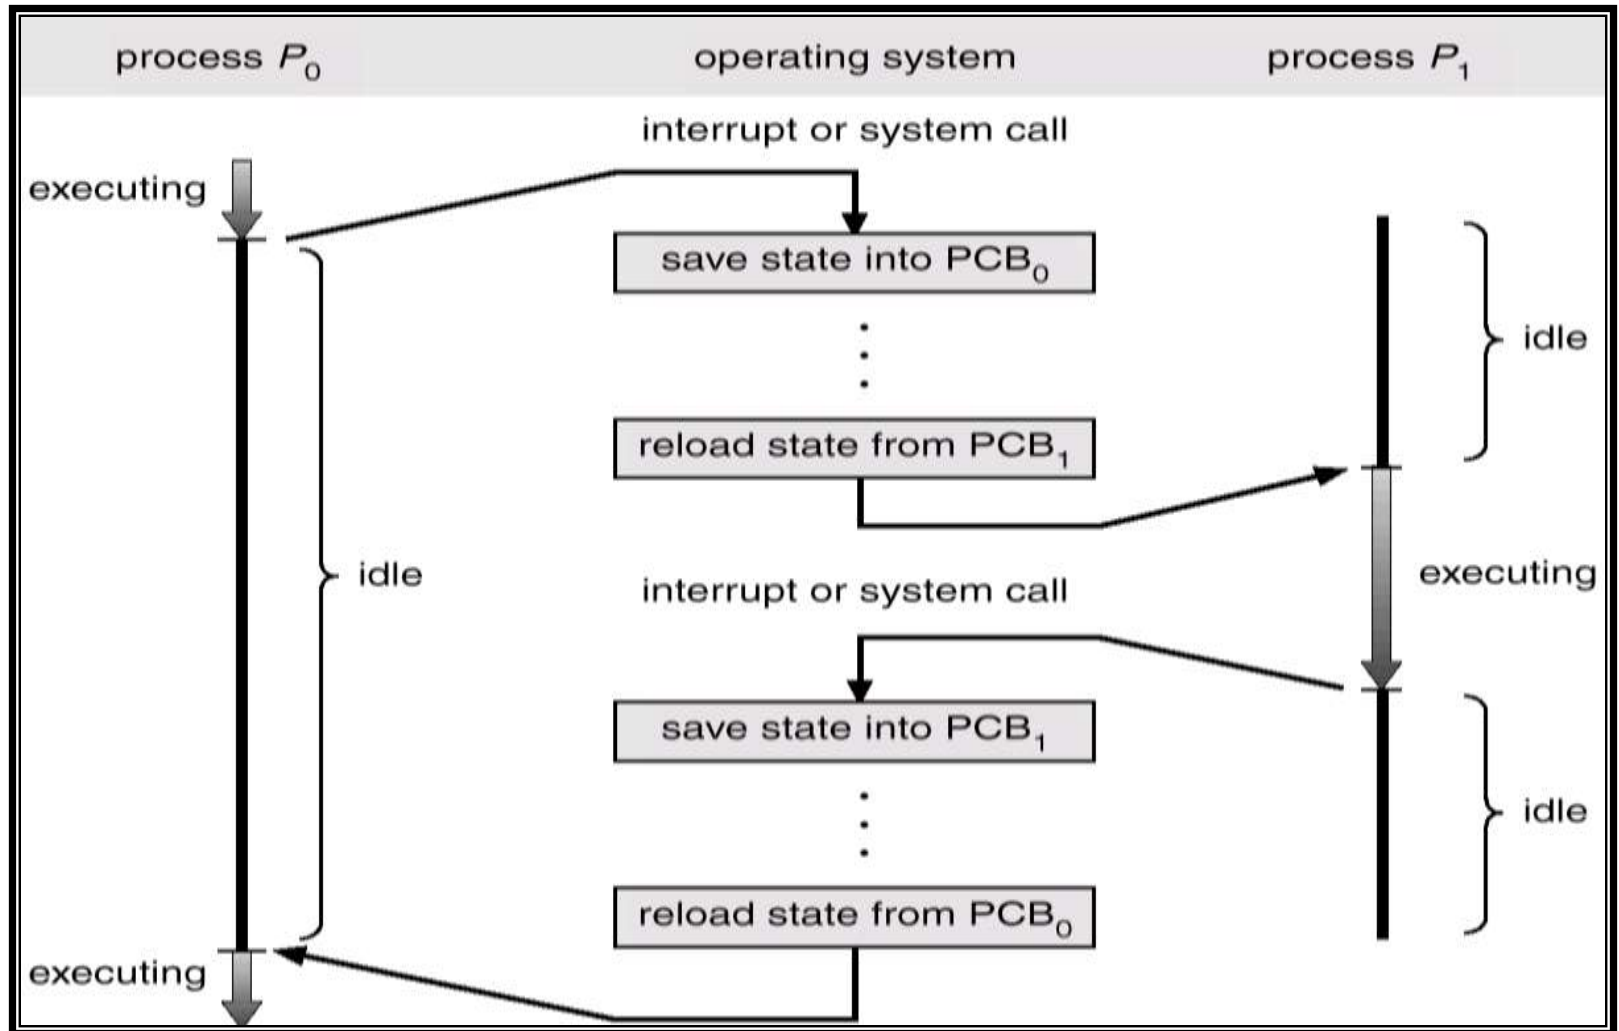 process P0
operating system
process P1
interrupt or system call
executing
save state into PCB0
idle
reload state from PCB1
idle
executing
interrupt or system call
save state into PCB1
idle
reload state from PCB0
executing